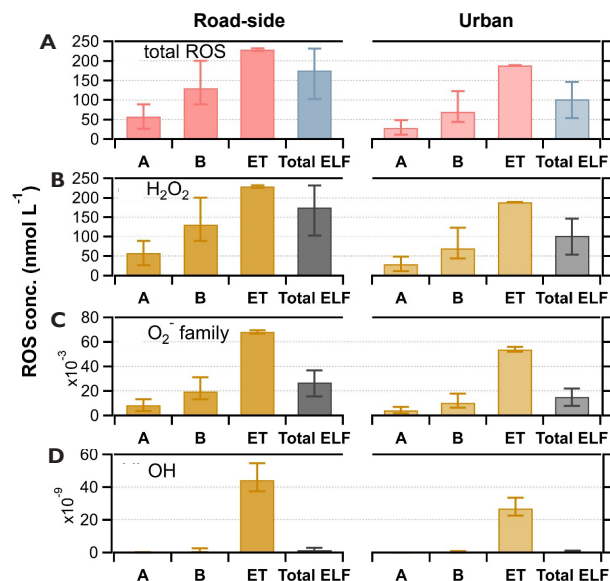 Road-side Urban
A
total ROS
250
200
150
100
50
0
A B ET Total ELF A B ET Total ELF
B
H₂O₂
250
200
150
100
50
0
A B ET Total ELF A B ET Total ELF
C
O₂⁻ family
80
60
40
20
0
x10⁻³
A B ET Total ELF A B ET Total ELF
D
OH
60
40
20
0
x10⁻⁹
A B ET Total ELF A B ET Total ELF
ROS conc. (nmol L⁻¹)